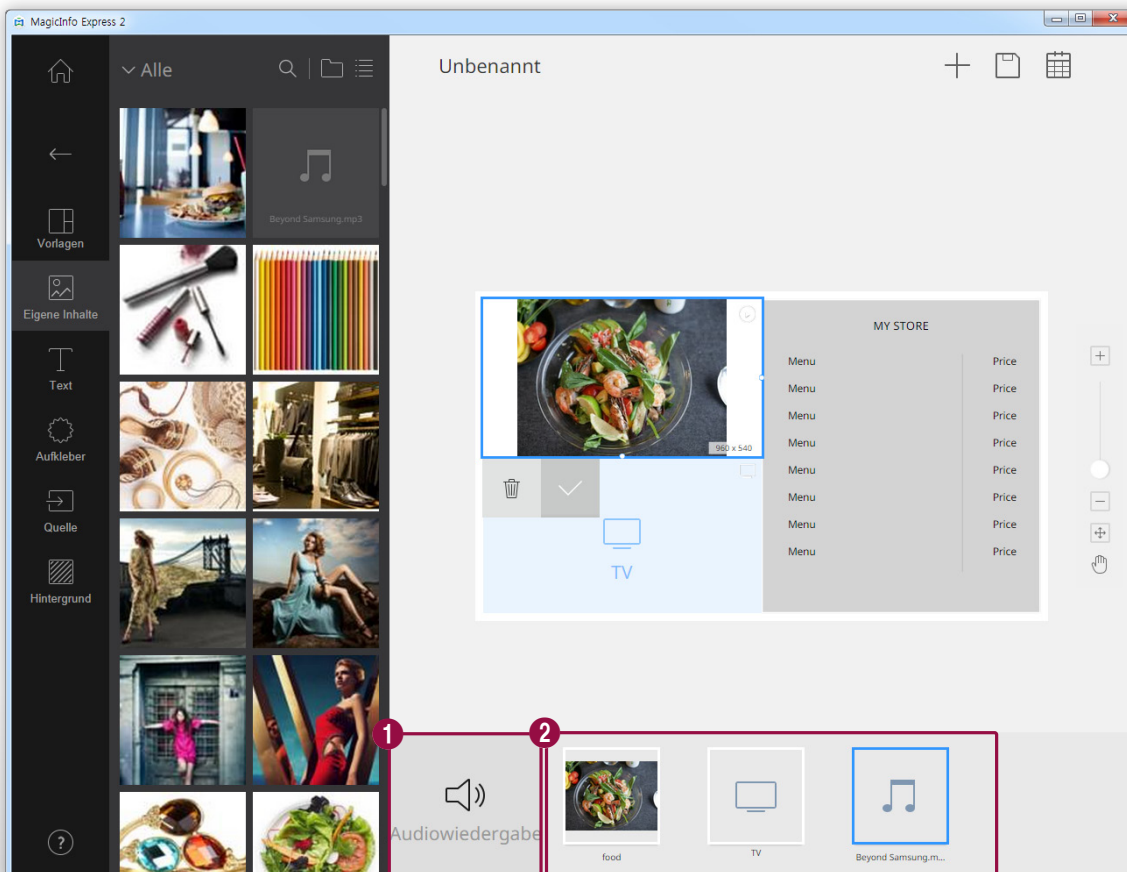 MagicInfo Express 2
Alle
Unbenannt
Beyond Samsung.mp3
Vorlagen
Eigene Inhalte
Text
Aufkleber
Quelle
Hintergrund
?
960 x 540
TV
MY STORE
Menu Price
Menu Price
Menu Price
Menu Price
Menu Price
Menu Price
Menu Price
Menu Price
1
Audiowiedergabe
2
food
TV
Beyond Samsung.m...